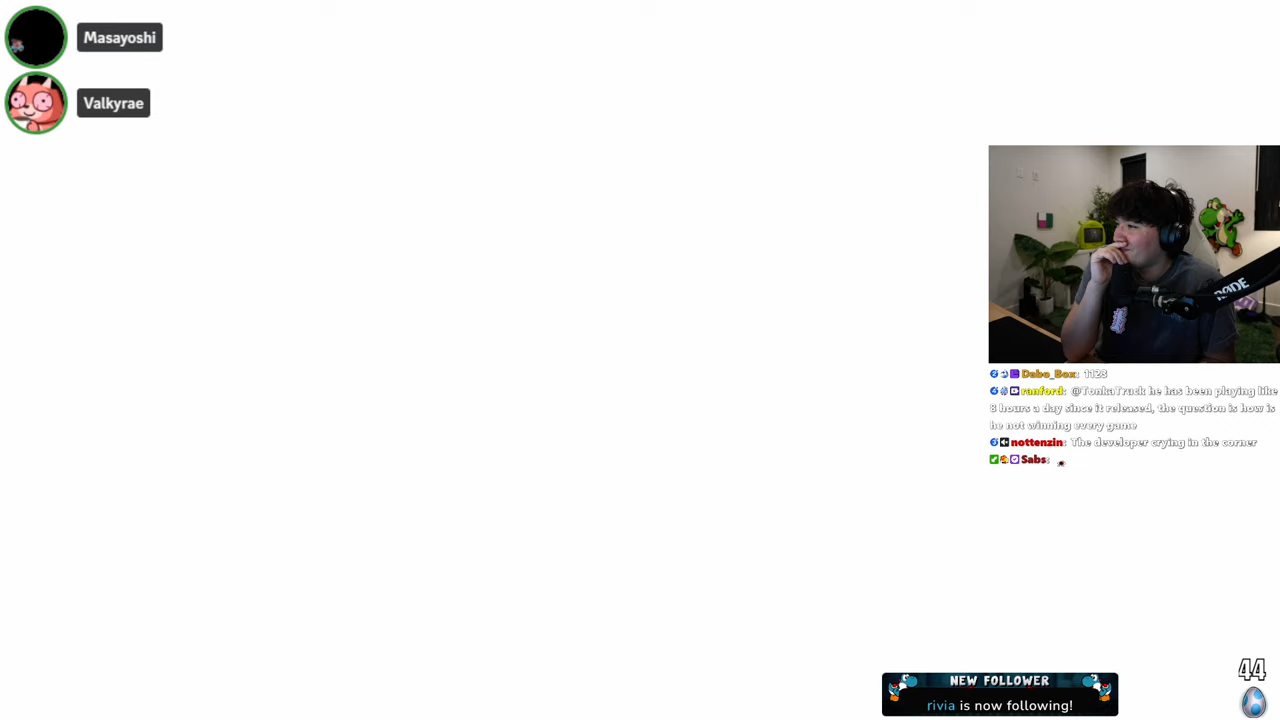 Masayoshi
Valkyrae
RØDE
Dabo_Box: 1123
ranford: @TonkaTruck he has been playing like
8 hours a day since it released, the question is how is
he not winning every game
nottenzin: The developer crying in the corner
Sabs:
44
NEW FOLLOWER
rivia is now following!